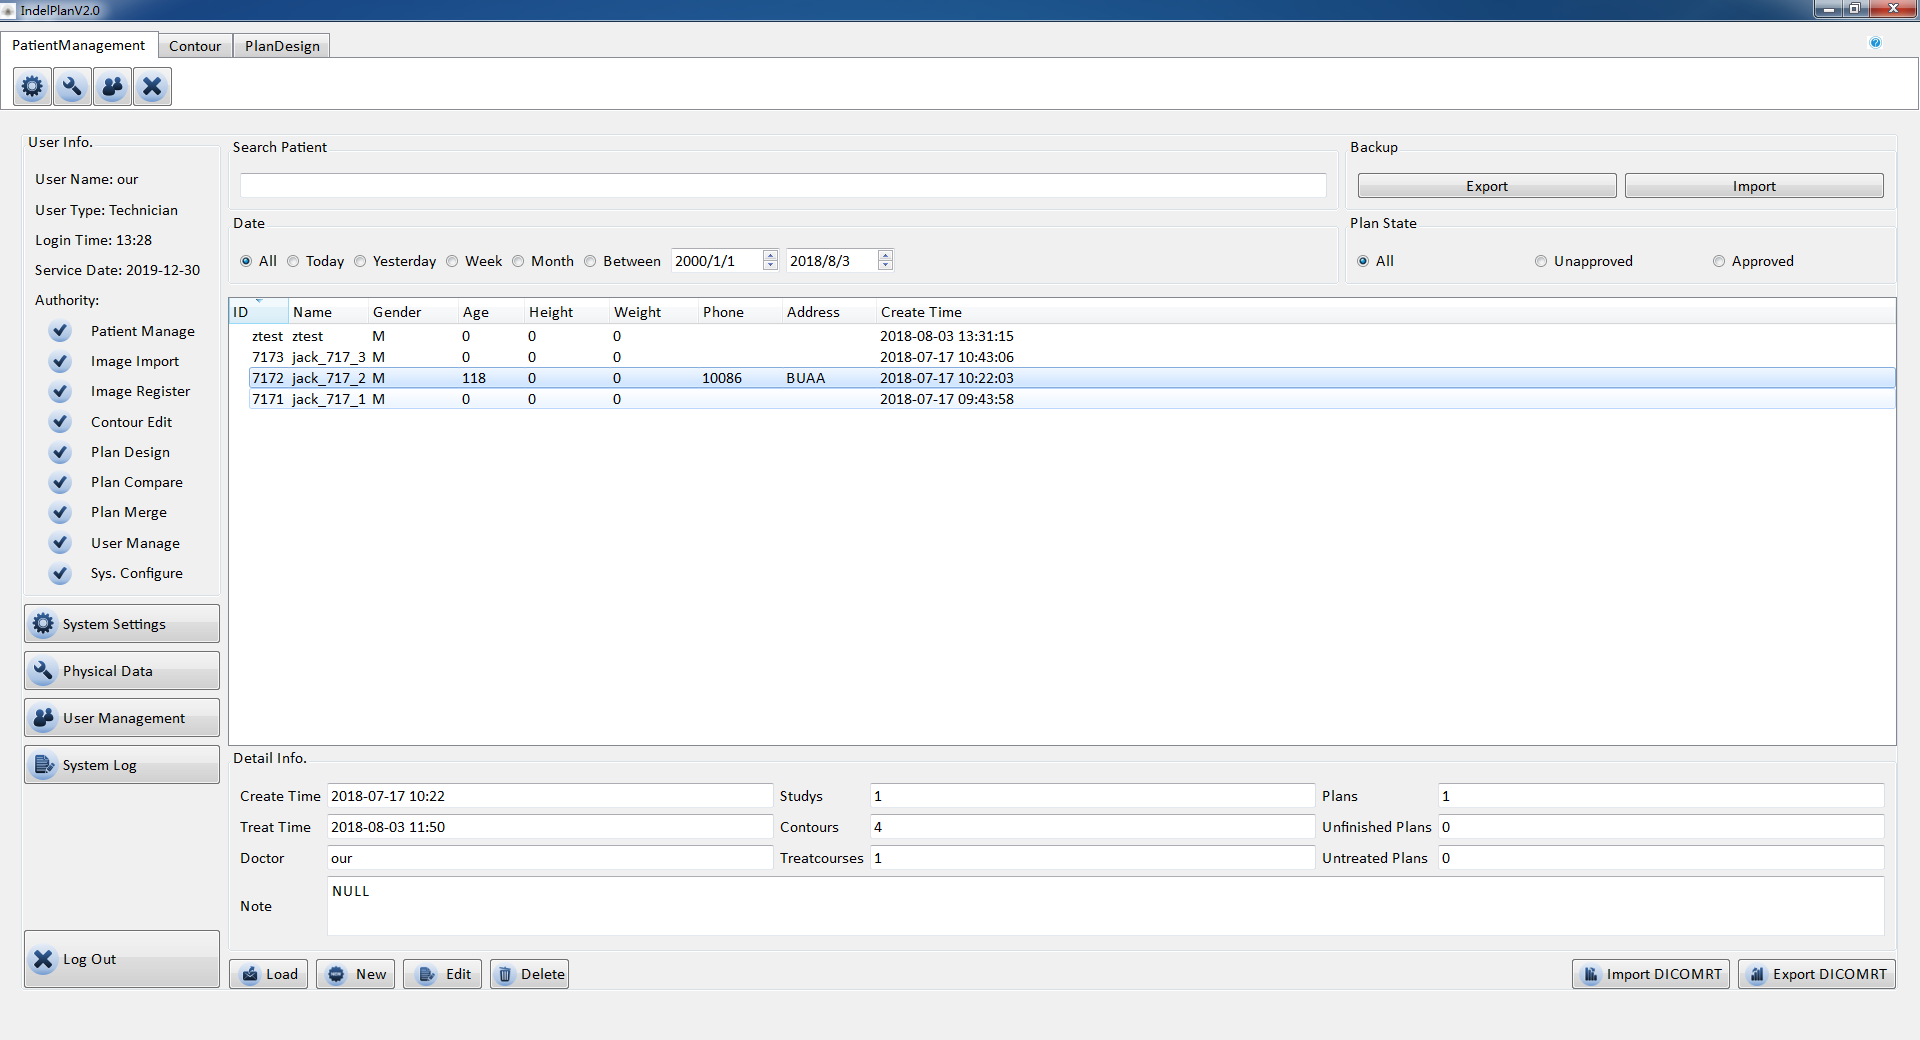 IndelPlanV2.0
PatientManagement Contour PlanDesign
User Info.
User Name: our
User Type: Technician
Login Time: 13:28
Service Date: 2019-12-30
Authority:
Patient Manage
Image Import
Image Register
Contour Edit
Plan Design
Plan Compare
Plan Merge
User Manage
Sys. Configure
System Settings
Physical Data
User Management
System Log
Log Out
Search Patient
Backup
Export Import
Date
All Today Yesterday Week Month Between 2000/1/1 2018/8/3
Plan State
All Unapproved Approved
ID Name Gender Age Height Weight Phone Address Create Time
ztest ztest M 0 0 0 2018-08-03 13:31:15
7173 jack_717_3 M 0 0 0 2018-07-17 10:43:06
7172 jack_717_2 M 118 0 0 10086 BUAA 2018-07-17 10:22:03
7171 jack_717_1 M 0 0 0 2018-07-17 09:43:58
Detail Info.
Create Time 2018-07-17 10:22 Studys 1 Plans 1
Treat Time 2018-08-03 11:50 Contours 4 Unfinished Plans 0
Doctor our Treatcourses 1 Untreated Plans 0
Note NULL
Load New Edit Delete Import DICOMRT Export DICOMRT